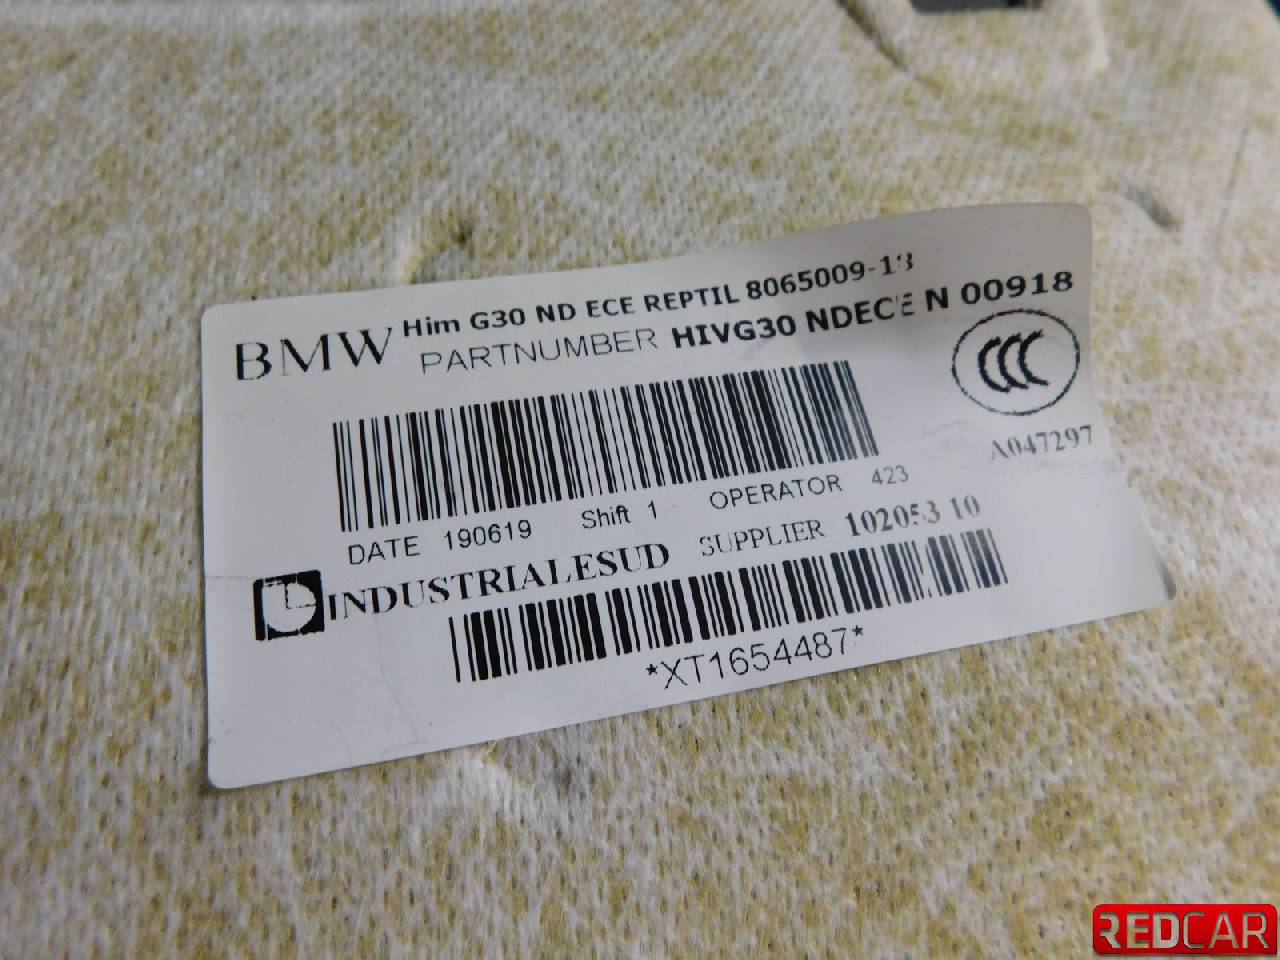 BMW Him G30 ND ECE REPTIL 8065009-13
PARTNUMBER HIVG30 NDECE N 00918
CCC
A047297
DATE 190619 Shift 1 OPERATOR 423
INDUSTRIALESUD SUPPLIER 102053 10
*XT1654487*
REDCAR